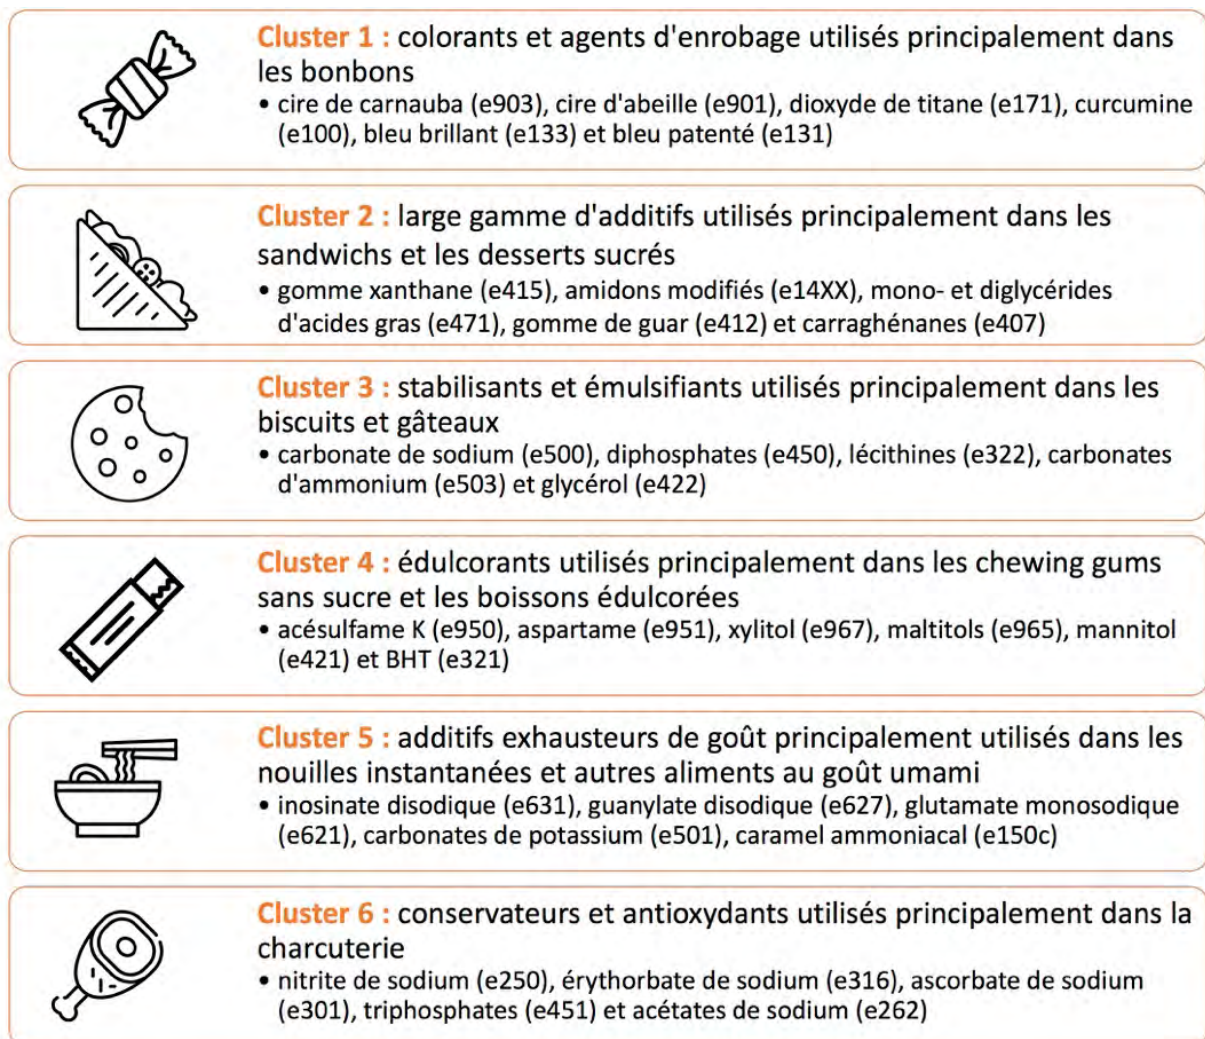 Cluster 1 : colorants et agents d'enrobage utilisés principalement dans
les bonbons
• cire de carnauba (e903), cire d'abeille (e901), dioxyde de titane (e171), curcumine
(e100), bleu brillant (e133) et bleu patenté (e131)
Cluster 2 : large gamme d'additifs utilisés principalement dans les
sandwichs et les desserts sucrés
• gomme xanthane (e415), amidons modifiés (e14XX), mono- et diglycérides
d'acides gras (e471), gomme de guar (e412) et carraghénanes (e407)
Cluster 3 : stabilisants et émulsifiants utilisés principalement dans les
biscuits et gâteaux
• carbonate de sodium (e500), diphosphates (e450), lécithines (e322), carbonates
d'ammonium (e503) et glycérol (e422)
Cluster 4 : édulcorants utilisés principalement dans les chewing gums
sans sucre et les boissons édulcorées
• acésulfame K (e950), aspartame (e951), xylitol (e967), maltitols (e965), mannitol
(e421) et BHT (e321)
Cluster 5 : additifs exhausteurs de goût principalement utilisés dans les
nouilles instantanées et autres aliments au goût umami
• inosinate disodique (e631), guanylate disodique (e627), glutamate monosodique
(e621), carbonates de potassium (e501), caramel ammoniacal (e150c)
Cluster 6 : conservateurs et antioxydants utilisés principalement dans la
charcuterie
• nitrite de sodium (e250), érythorbate de sodium (e316), ascorbate de sodium
(e301), triphosphates (e451) et acétates de sodium (e262)